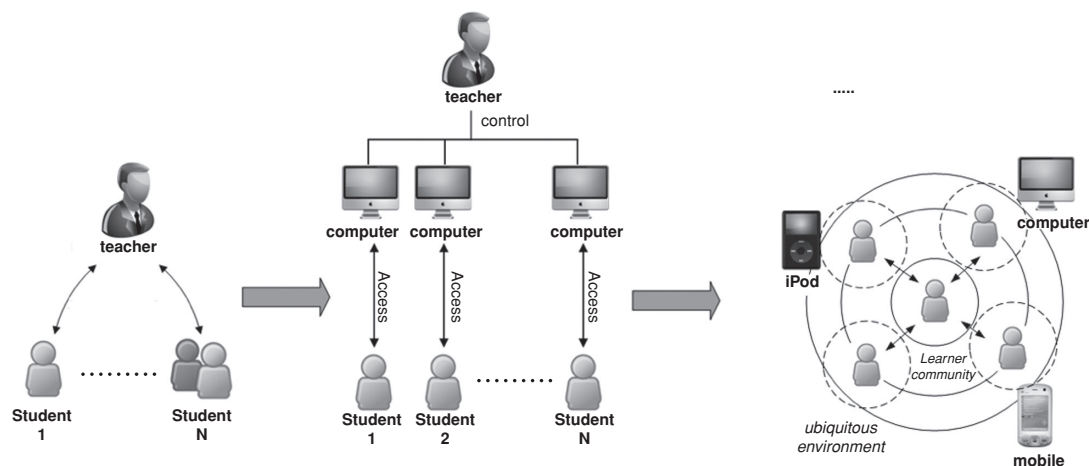 teacher
Student
1
Student
N
teacher
control
computer
computer
computer
Access
Access
Access
Student
1
Student
2
Student
N
.....
computer
iPod
Learner
community
ubiquitous
environment
mobile